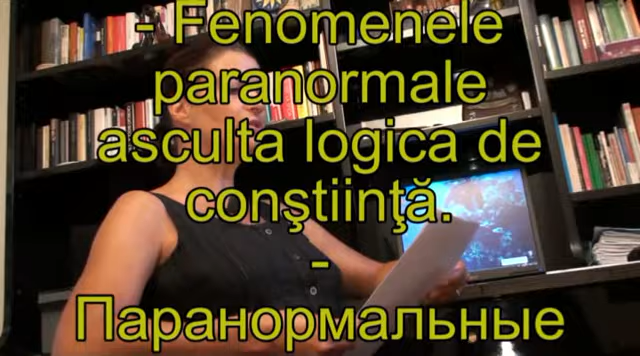 - Fenomenele
paranormale
asculta logica de
conştiinţă.
-
Паранормальные